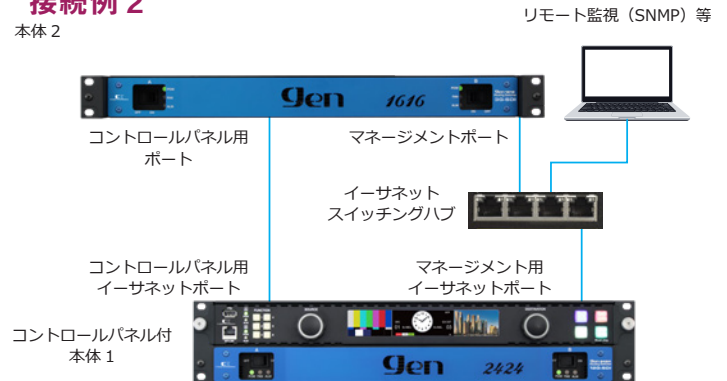 接続例 2
本体 2
リモート監視（SNMP）等
gen 1616
コントロールパネル用
ポート
マネージメントポート
イーサネット
スイッチングハブ
コントロールパネル用
イーサネットポート
マネージメント用
イーサネットポート
コントロールパネル付
本体 1
FUNCTION
gen 2424